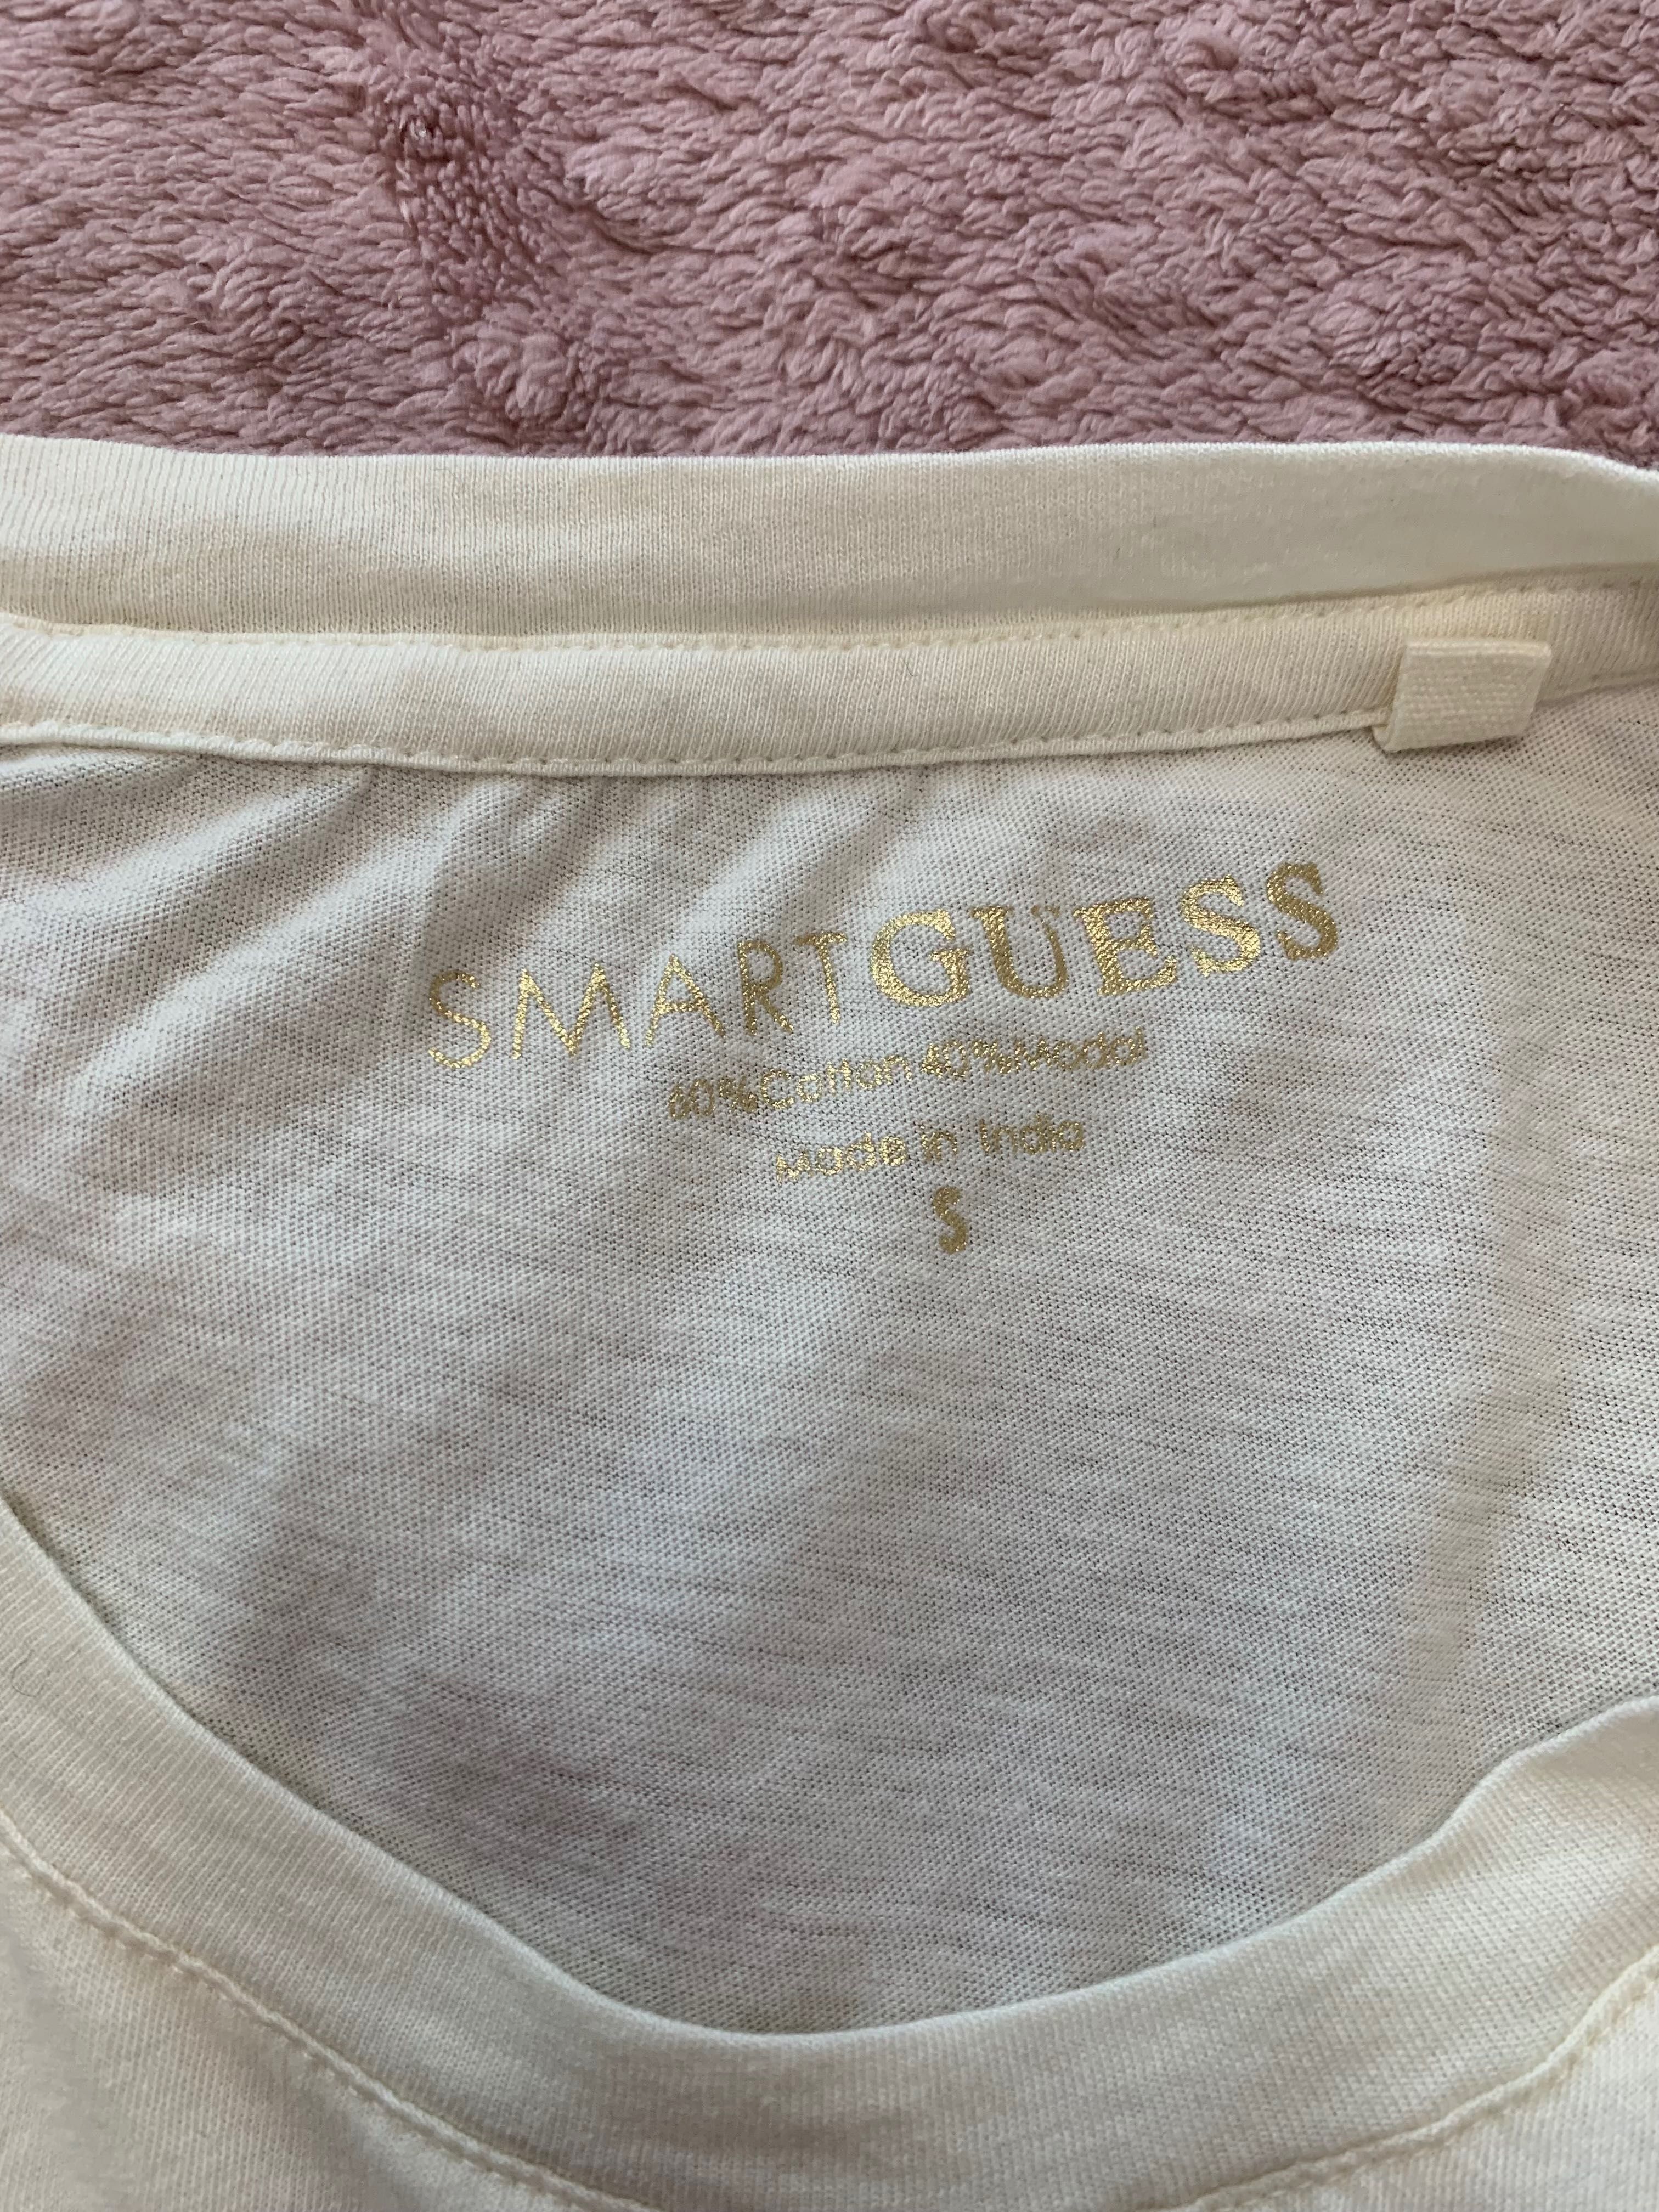 SMARTGUESS
60%Cotton 40%Modal
Made in India
S